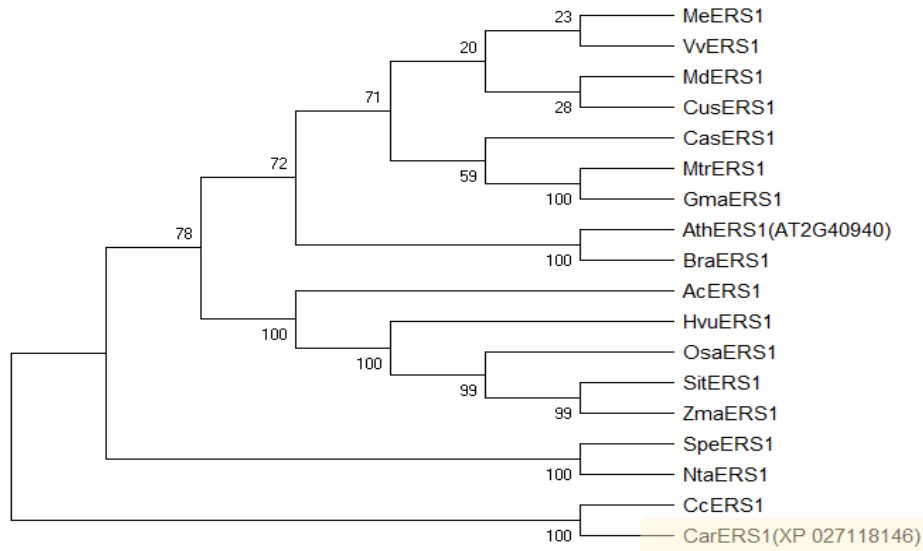 23
MeERS1
VvERS1
20
MdERS1
28
CusERS1
71
CasERS1
59
MtrERS1
100
GmaERS1
72
AthERS1(AT2G40940)
100
BraERS1
78
AcERS1
100
HvuERS1
100
OsaERS1
99
SitERS1
99
ZmaERS1
SpeERS1
100
NtaERS1
CcERS1
100
CarERS1(XP 027118146)